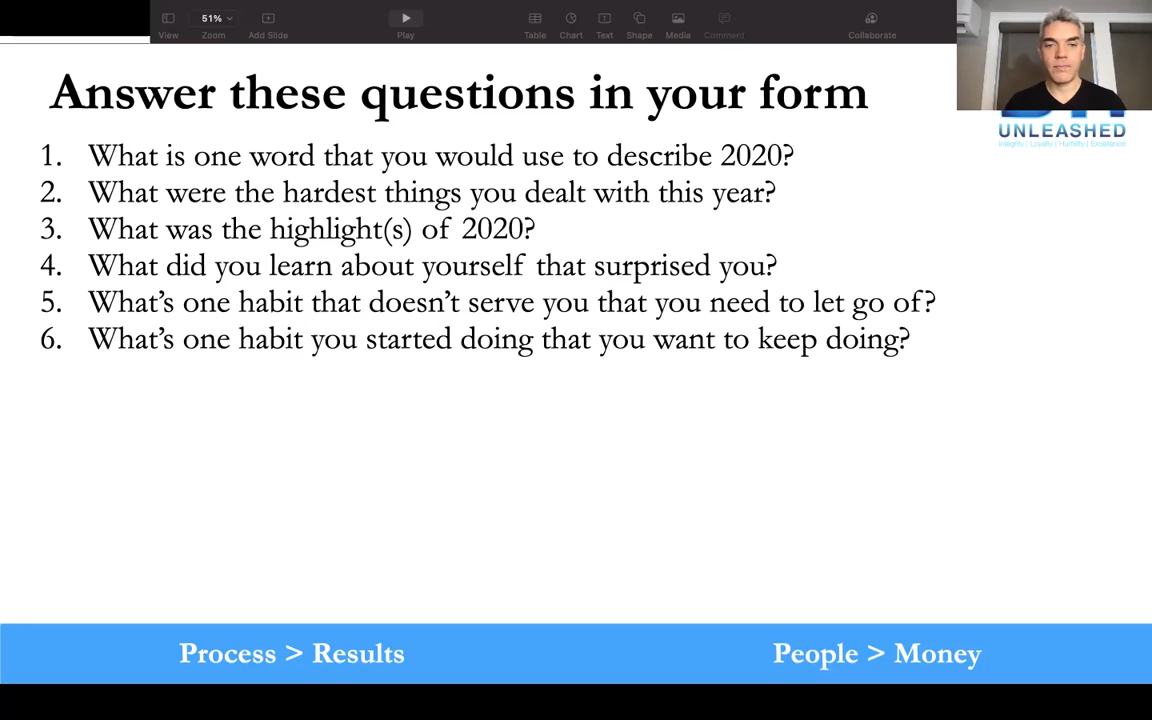 51%
View
Zoom
Add Slide
Play
Table
Chart
Text
Shape
Media
Comment
Collaborate
Answer these questions in your form
UNLEASHED
Integrity | Loyalty | Humility | Excellence
1. What is one word that you would use to describe 2020?
2. What were the hardest things you dealt with this year?
3. What was the highlight(s) of 2020?
4. What did you learn about yourself that surprised you?
5. What’s one habit that doesn’t serve you that you need to let go of?
6. What’s one habit you started doing that you want to keep doing?
Process > Results
People > Money